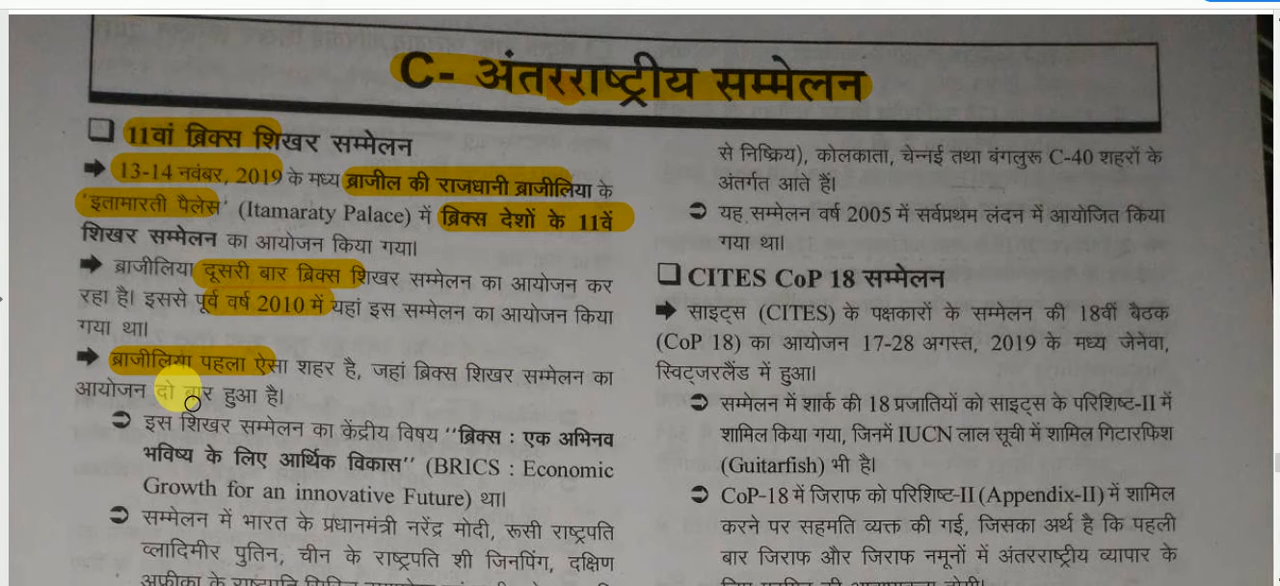 C- अंतरराष्ट्रीय सम्मेलन
❑ 11वां ब्रिक्स शिखर सम्मेलन
➡ 13-14 नवंबर, 2019 के मध्य ब्राजील की राजधानी ब्राजीलिया के
'इतामारती पैलेस' (Itamaraty Palace) में ब्रिक्स देशों के 11वें
शिखर सम्मेलन का आयोजन किया गया।
➡ ब्राजीलिया दूसरी बार ब्रिक्स शिखर सम्मेलन का आयोजन कर
रहा है। इससे पूर्व वर्ष 2010 में यहां इस सम्मेलन का आयोजन किया
गया था।
➡ ब्राजीलिया पहला ऐसा शहर है, जहां ब्रिक्स शिखर सम्मेलन का
आयोजन दो बार हुआ है।
➲ इस शिखर सम्मेलन का केंद्रीय विषय "ब्रिक्स : एक अभिनव
भविष्य के लिए आर्थिक विकास" (BRICS : Economic
Growth for an innovative Future) था।
➲ सम्मेलन में भारत के प्रधानमंत्री नरेंद्र मोदी, रूसी राष्ट्रपति
व्लादिमीर पुतिन, चीन के राष्ट्रपति शी जिनपिंग, दक्षिण
अफ्रीका के राष्ट्रपति
से निष्क्रिय), कोलकाता, चेन्नई तथा बंगलुरू C-40 शहरों के
अंतर्गत आते हैं।
➲ यह सम्मेलन वर्ष 2005 में सर्वप्रथम लंदन में आयोजित किया
गया था।
❑ CITES CoP 18 सम्मेलन
➡ साइट्स (CITES) के पक्षकारों के सम्मेलन की 18वीं बैठक
(CoP 18) का आयोजन 17-28 अगस्त, 2019 के मध्य जेनेवा,
स्विट्जरलैंड में हुआ।
➲ सम्मेलन में शार्क की 18 प्रजातियों को साइट्स के परिशिष्ट-II में
शामिल किया गया, जिनमें IUCN लाल सूची में शामिल गिटारफिश
(Guitarfish) भी है।
➲ CoP-18 में जिराफ को परिशिष्ट-II (Appendix-II) में शामिल
करने पर सहमति व्यक्त की गई, जिसका अर्थ है कि पहली
बार जिराफ और जिराफ नमूनों में अंतरराष्ट्रीय व्यापार के